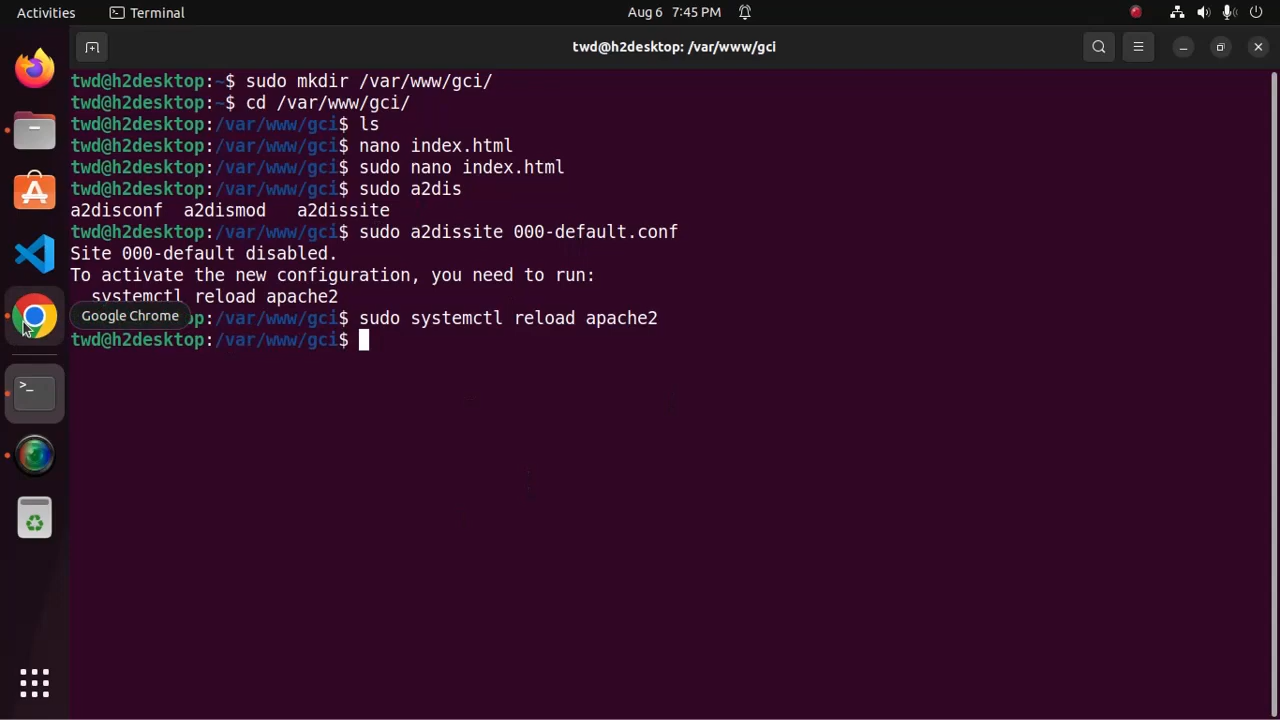 Activities Terminal Aug 6 7:45 PM
twd@h2desktop: /var/www/gci
twd@h2desktop:~$ sudo mkdir /var/www/gci/
twd@h2desktop:~$ cd /var/www/gci/
twd@h2desktop:/var/www/gci$ ls
twd@h2desktop:/var/www/gci$ nano index.html
twd@h2desktop:/var/www/gci$ sudo nano index.html
twd@h2desktop:/var/www/gci$ sudo a2dis
a2disconf a2dismod a2dissite
twd@h2desktop:/var/www/gci$ sudo a2dissite 000-default.conf
Site 000-default disabled.
To activate the new configuration, you need to run:
systemctl reload apache2
Google Chrome
op:/var/www/gci$ sudo systemctl reload apache2
twd@h2desktop:/var/www/gci$